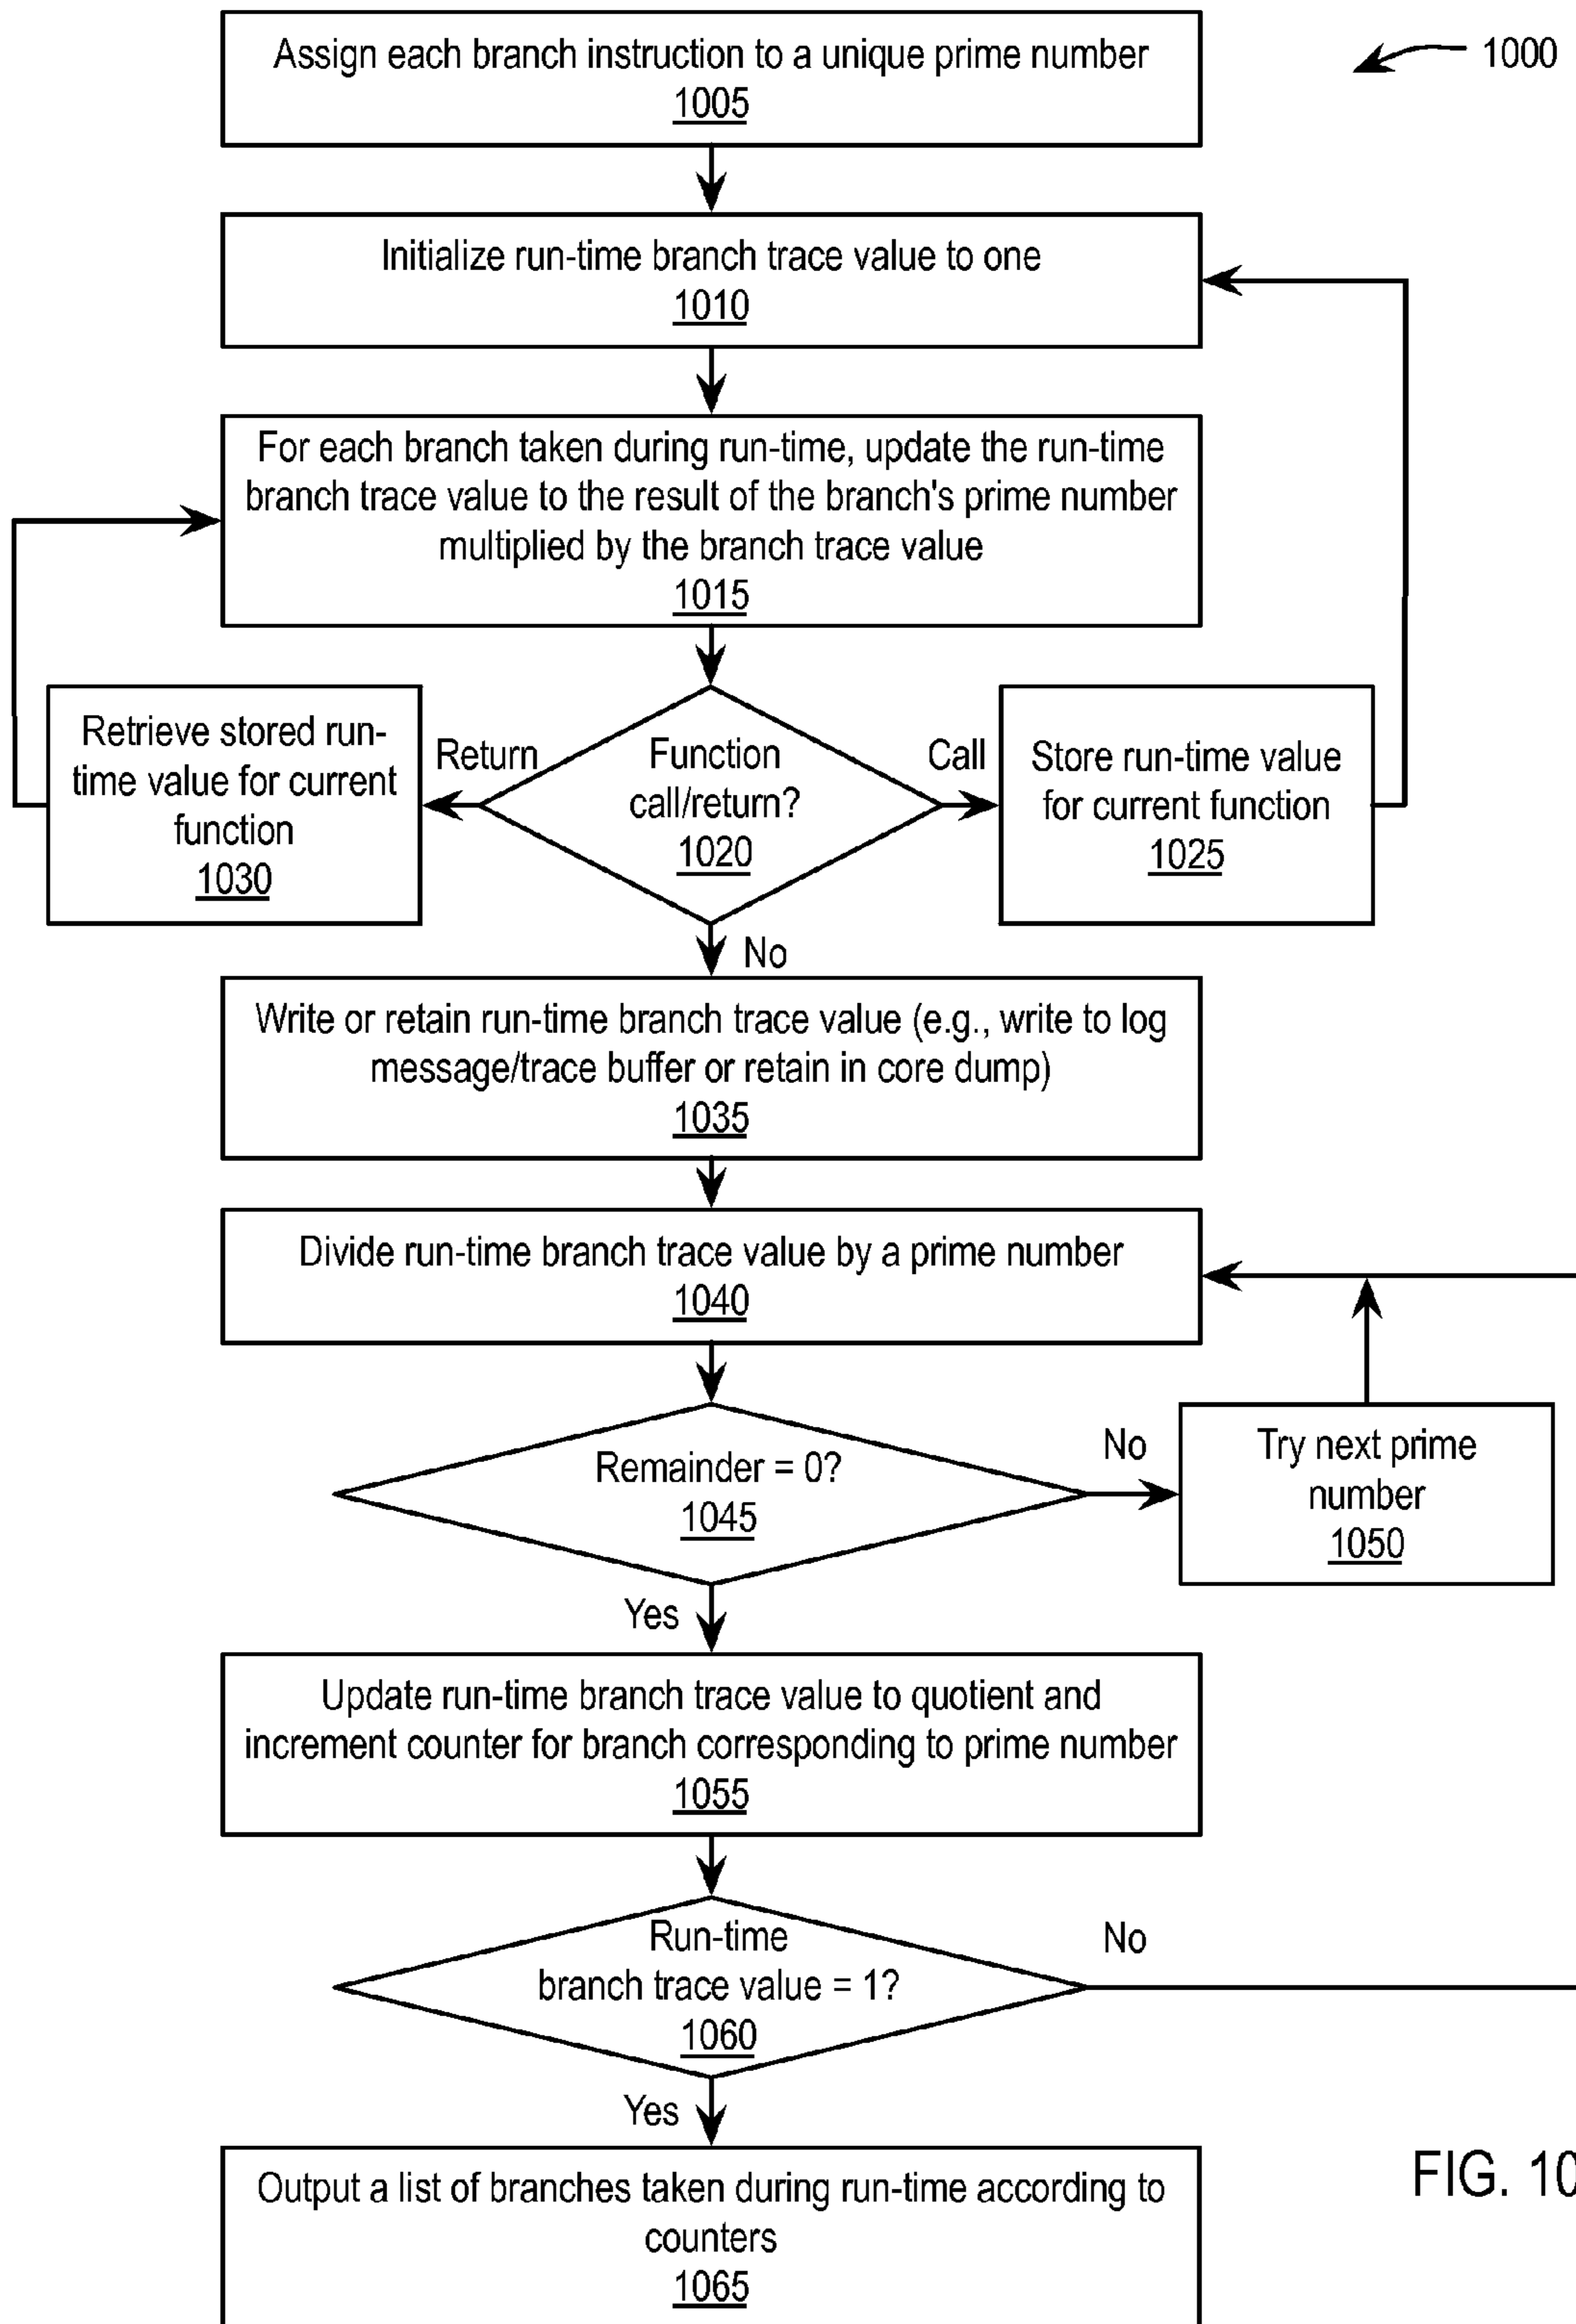 Assign each branch instruction to a unique prime number
1005
1000
Initialize run-time branch trace value to one
1010
For each branch taken during run-time, update the run-time
branch trace value to the result of the branch's prime number
multiplied by the branch trace value
1015
Retrieve stored run-
time value for current
function
1030
Return
Function
call/return?
1020
Call
Store run-time value
for current function
1025
No
Write or retain run-time branch trace value (e.g., write to log
message/trace buffer or retain in core dump)
1035
Divide run-time branch trace value by a prime number
1040
Remainder = 0?
1045
No
Try next prime
number
1050
Yes
Update run-time branch trace value to quotient and
increment counter for branch corresponding to prime number
1055
Run-time
branch trace value = 1?
1060
No
Yes
Output a list of branches taken during run-time according to
counters
1065
FIG. 10